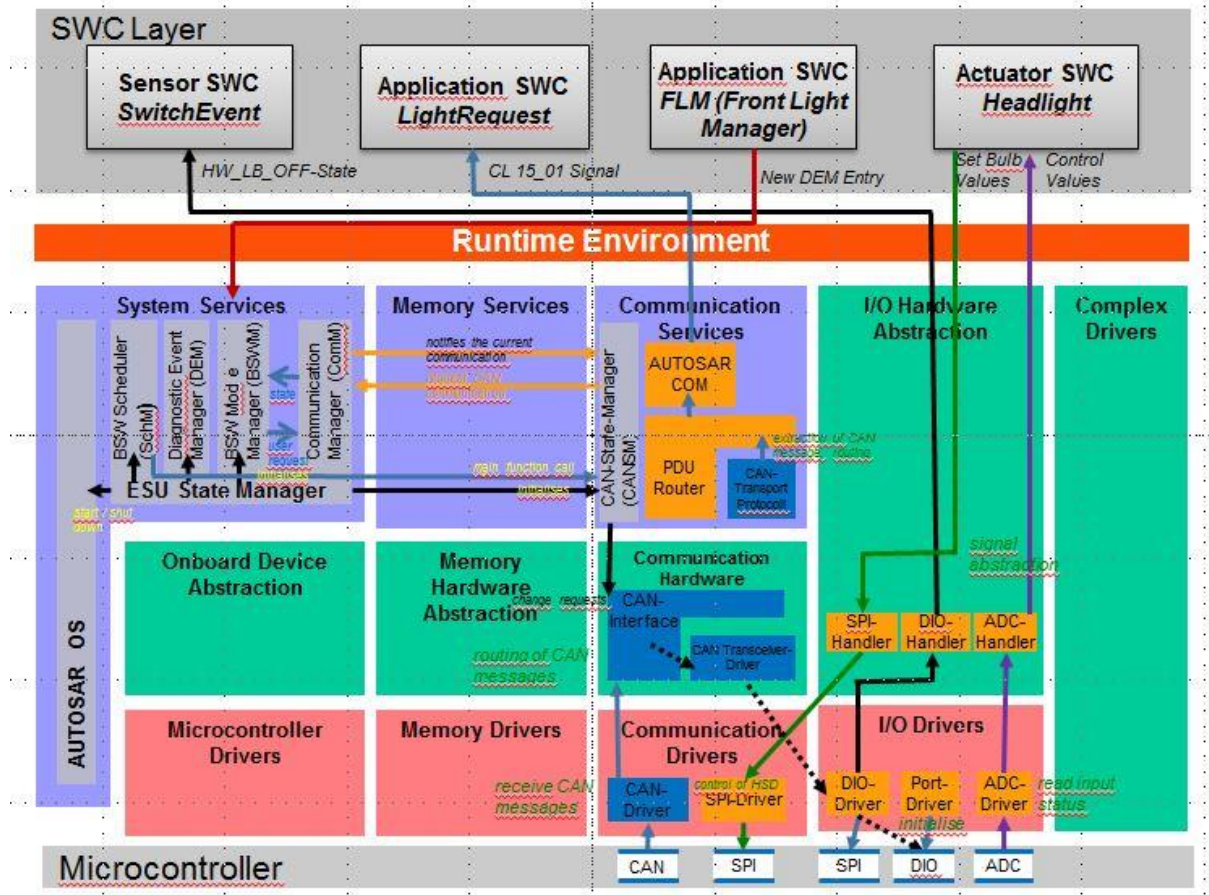 SWC Layer
Sensor SWC
SwitchEvent
Application SWC
LightRequest
Application SWC
FLM (Front Light
Manager)
Actuator SWC
Headlight
HW_LB_OFF-State
CL 15_01 Signal
New DEM Entry
Set Bulb
Values
Control
Values
Runtime Environment
System Services
Memory Services
Communication
Services
I/O Hardware
Abstraction
Complex
Drivers
BSW Scheduler
(SchM)
Diagnostic Event
Manager (DEM)
BSW Mod e
Manager (BSWM)
Communication
Manager (ComM)
state
user
request
initialises
notifies the current
communication
communication
CAN-State-Manager
(CANSM)
AUTOSAR
COM
PDU
Router
extraction of CAN
message, routing
CAN-
Transport
Protocoll
main function call
initialises
ESU State Manager
start / shut
down
AUTOSAR OS
Onboard Device
Abstraction
Memory
Hardware
Abstraction
Communication
Hardware
change requests
CAN-
Interface
CAN Transceiver-
Driver
routing of CAN
messages
signal
abstraction
SPI-
Handler
DIO-
Handler
ADC-
Handler
Microcontroller
Drivers
Memory Drivers
Communication
Drivers
I/O Drivers
receive CAN
messages
CAN-
Driver
control of HSD
SPI-Driver
DIO-
Driver
Port-
Driver
initialise
ADC-
Driver
read input
status
Microcontroller
CAN
SPI
SPI
DIO
ADC